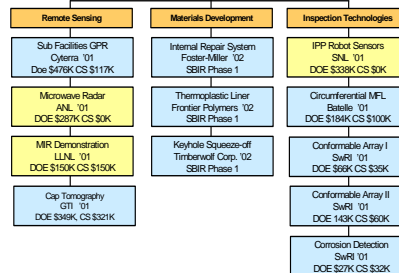 Remote Sensing
Sub Facilities GPR
Cyterra '01
Doe $476K CS $117K
Microwave Radar
ANL '01
DOE $287K CS $0K
MIR Demonstration
LLNL '01
DOE $150K CS $150K
Cap Tomography
GTI '01
DOE $349K, CS $321K
Materials Development
Internal Repair System
Foster-Miller '02
SBIR Phase 1
Thermoplastic Liner
Frontier Polymers '02
SBIR Phase 1
Keyhole Squeeze-off
Timberwolf Corp. '02
SBIR Phase 1
Inspection Technologies
IPP Robot Sensors
SNL '01
DOE $338K CS $0K
Circumferential MFL
Batelle '01
DOE $184K CS $100K
Conformable Array I
SwRI '01
DOE $66K CS $35K
Conformable Array II
SwRI '01
DOE 143K CS $60K
Corrosion Detection
SwRI '01
DOE $27K CS $32K